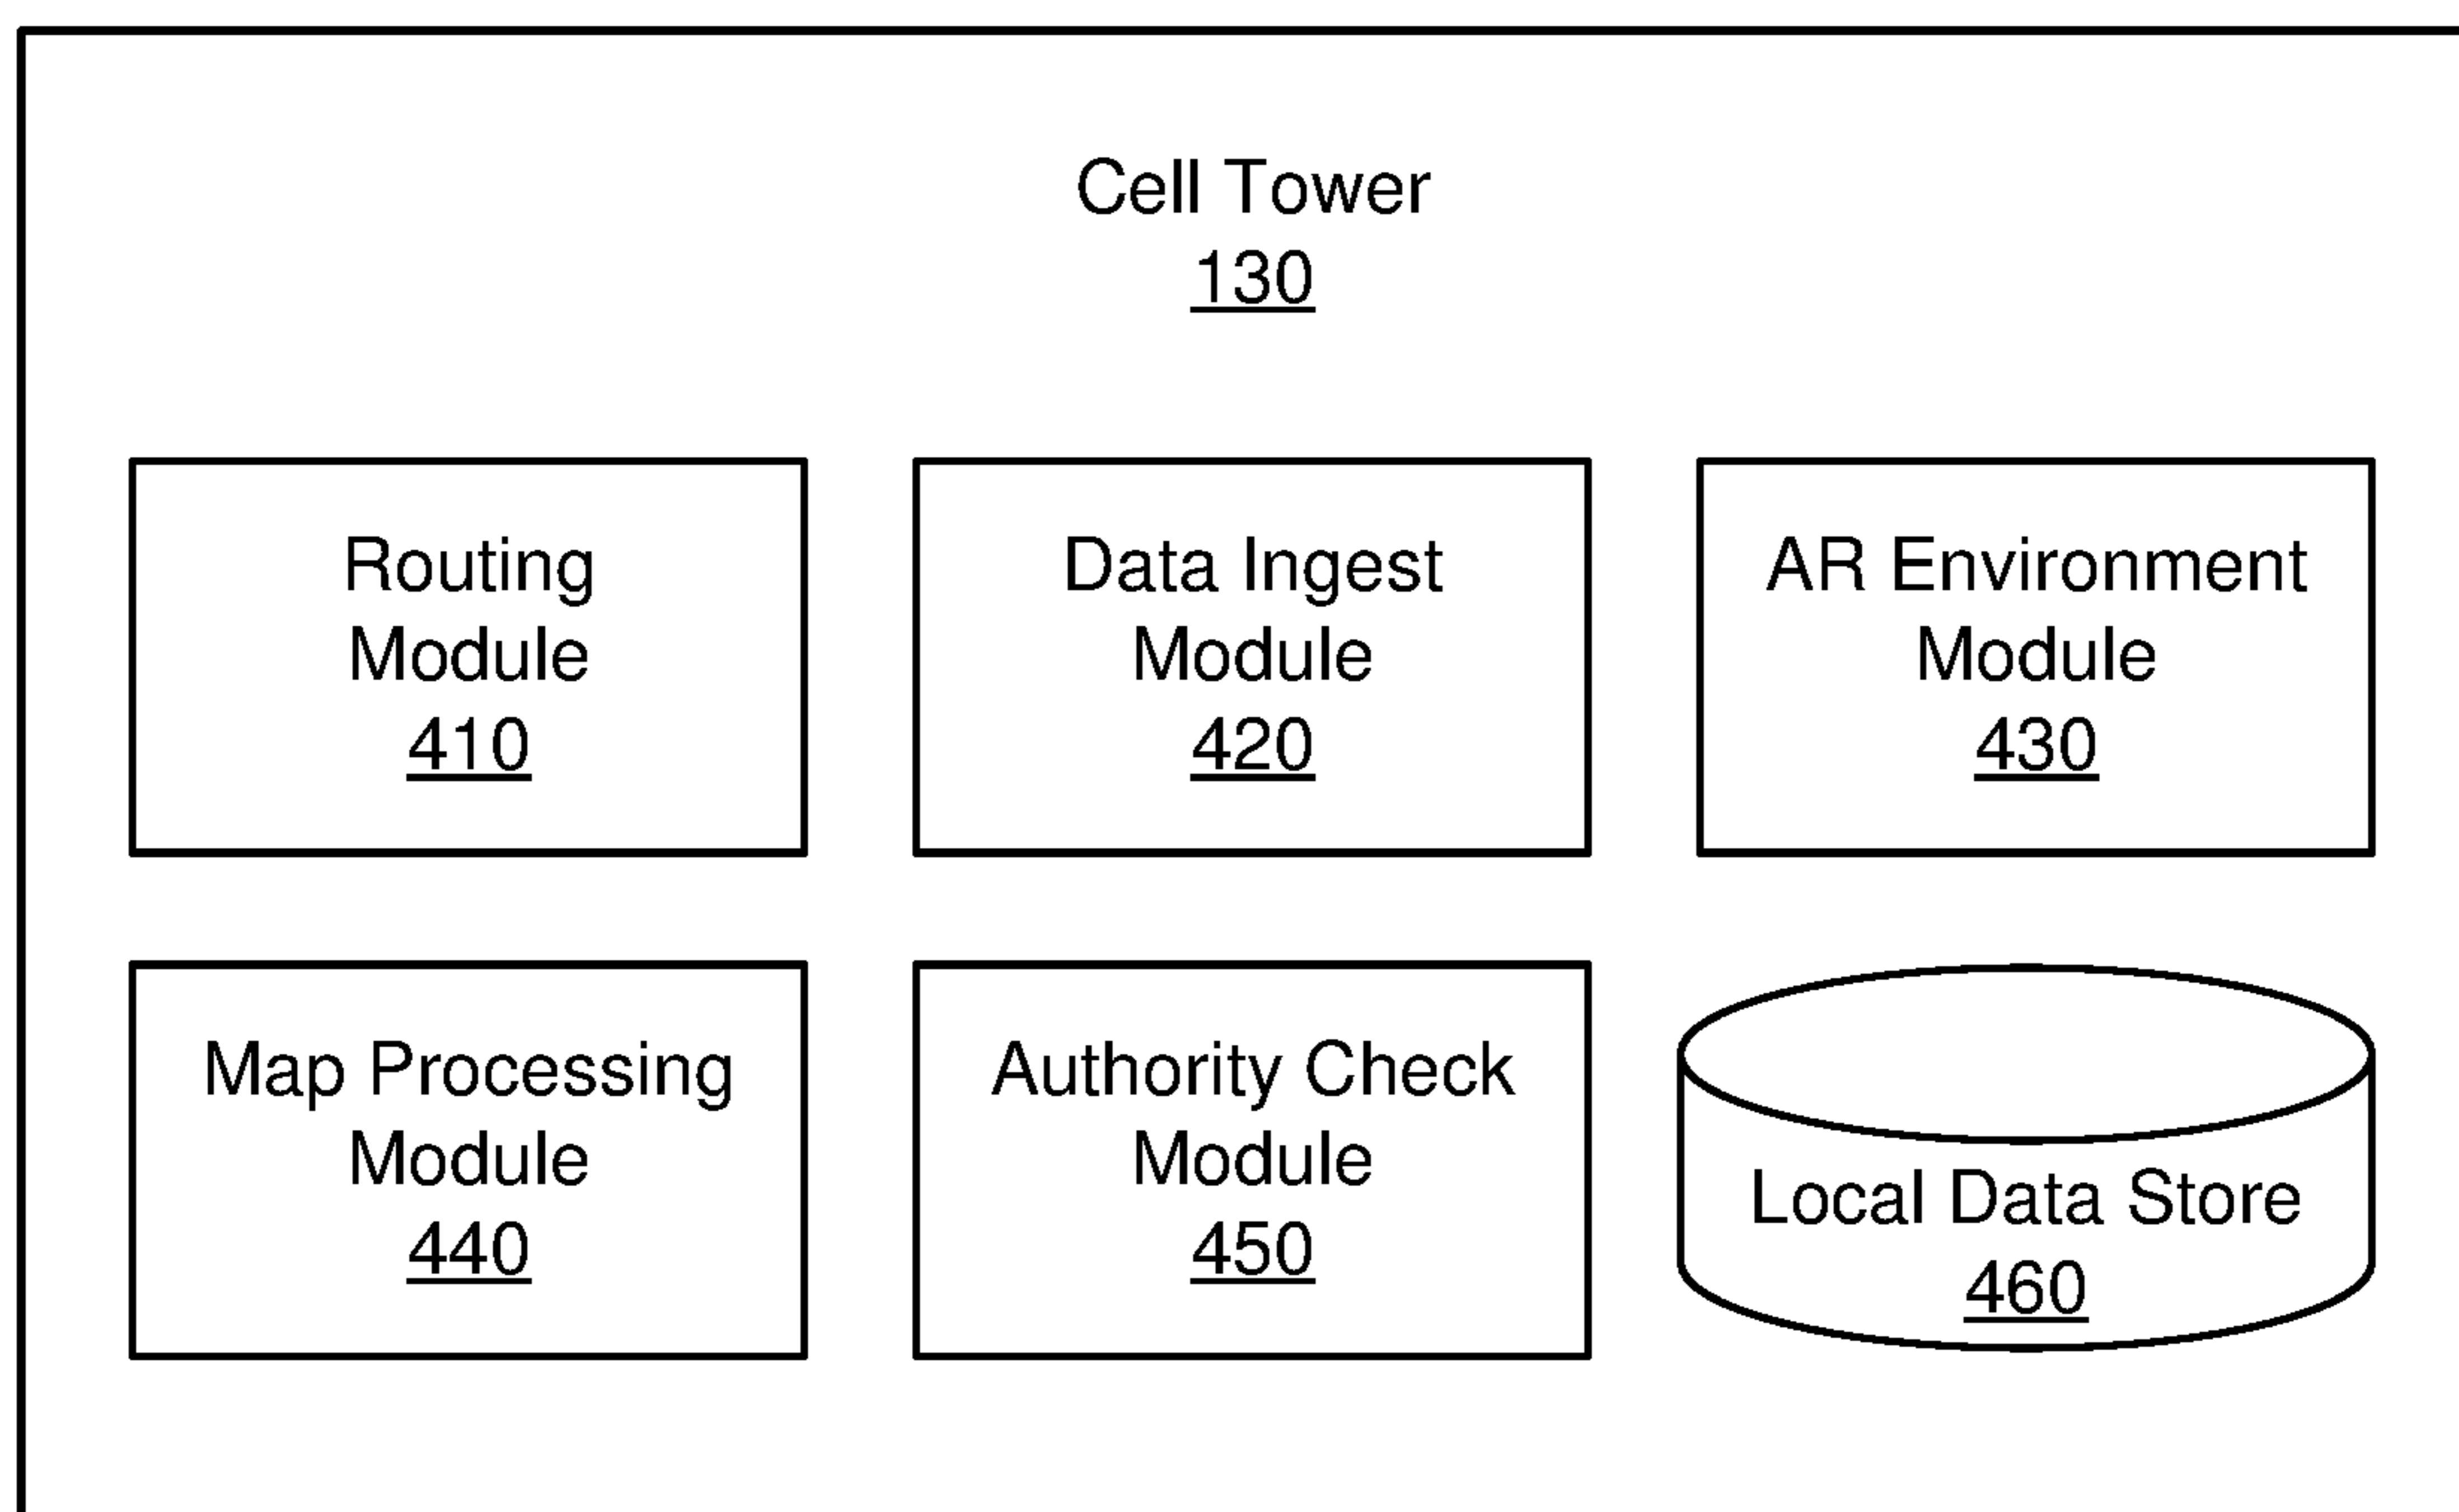 Cell Tower
130
Routing
Module
410
Data Ingest
Module
420
AR Environment
Module
430
Map Processing
Module
440
Authority Check
Module
450
Local Data Store
460